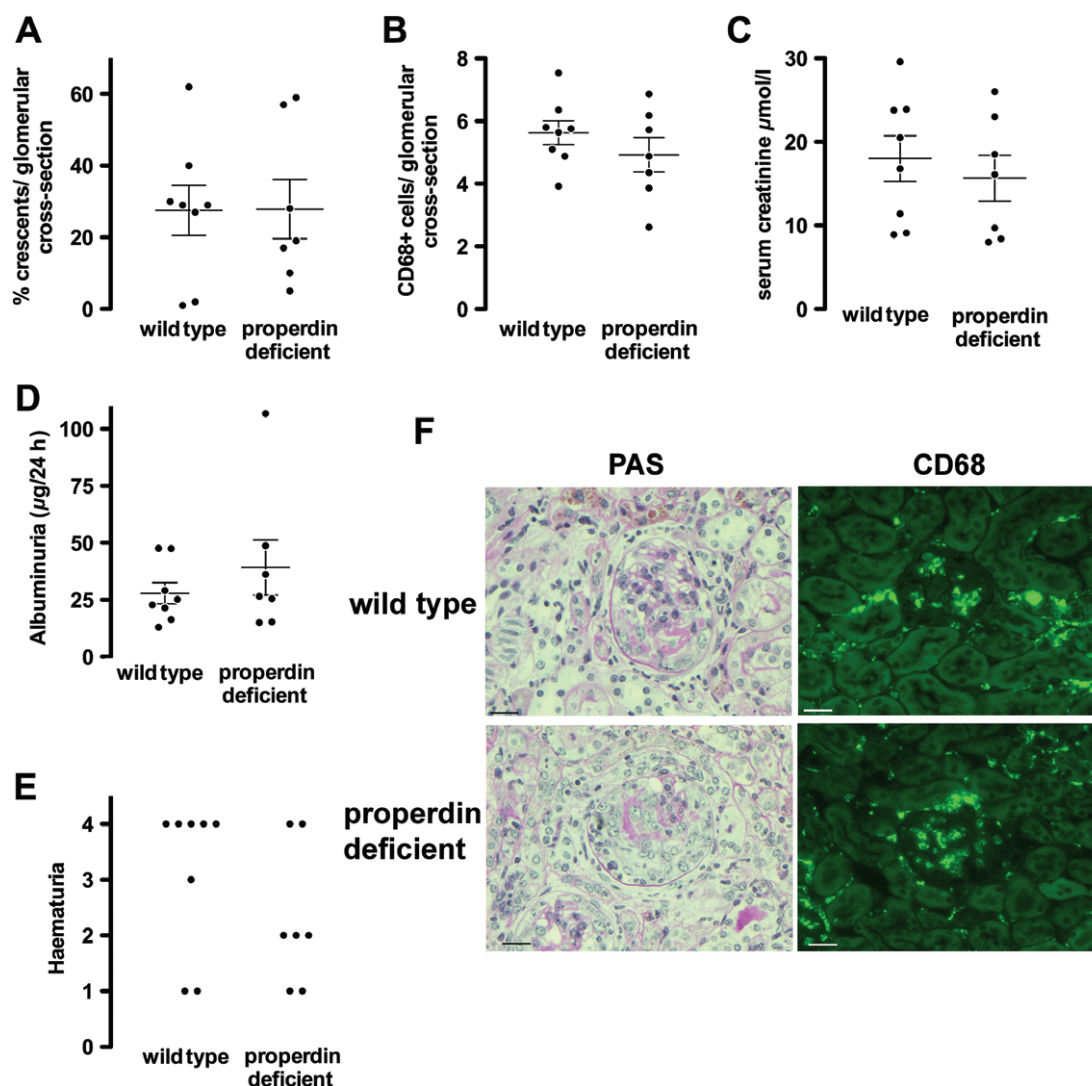 A
% crescents/ glomerular
cross-section
60
40
20
0
wild type
properdin
deficient
B
CD68+ cells/ glomerular
cross-section
8
6
4
2
0
wild type
properdin
deficient
C
serum creatinine µmol/l
30
20
10
0
wild type
properdin
deficient
D
Albuminuria (µg/24 h)
100
75
50
25
0
wild type
properdin
deficient
E
Haematuria
4
3
2
1
0
wild type
properdin
deficient
F
PAS
CD68
wild type
properdin
deficient